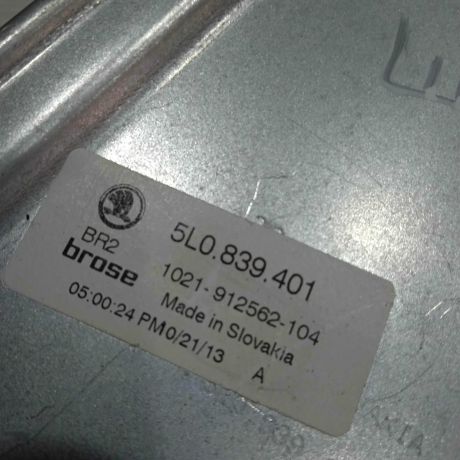 5L0.839.401
BR2
brose
1021-912562-104
Made in Slovakia
05:00:24 PM0/21/13
A